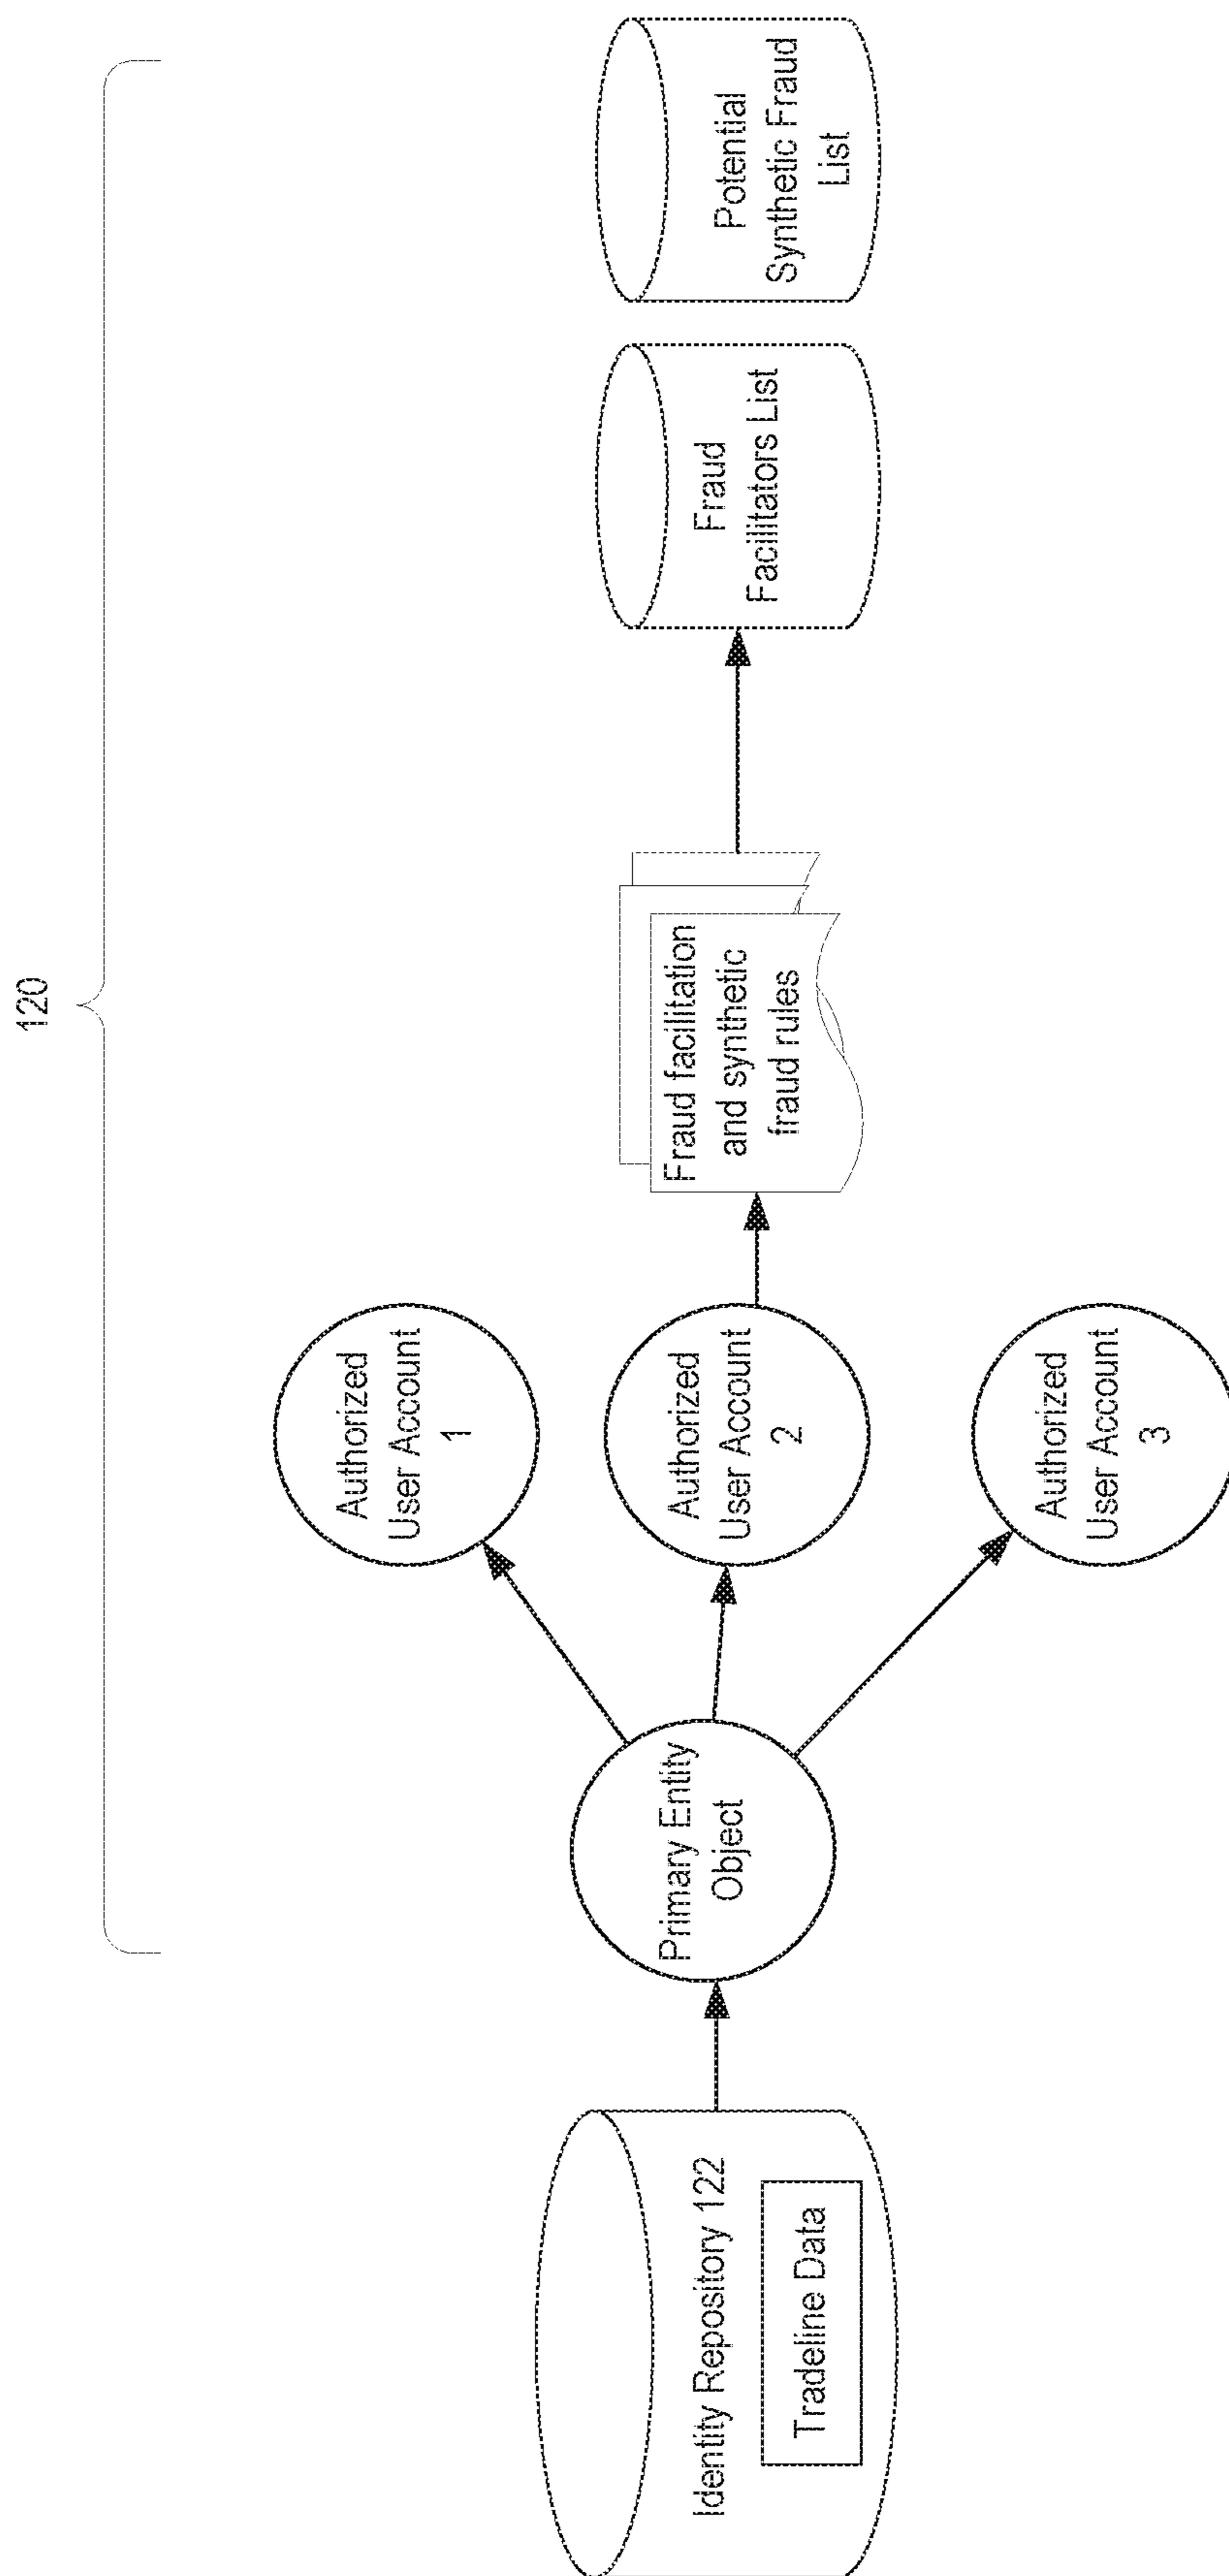 120
Identity Repository 122
Tradeline Data
Primary Entity
Object
Authorized
User Account
1
Authorized
User Account
2
Authorized
User Account
3
Fraud facilitation
and synthetic
fraud rules
Fraud
Facilitators List
Potential
Synthetic Fraud
List